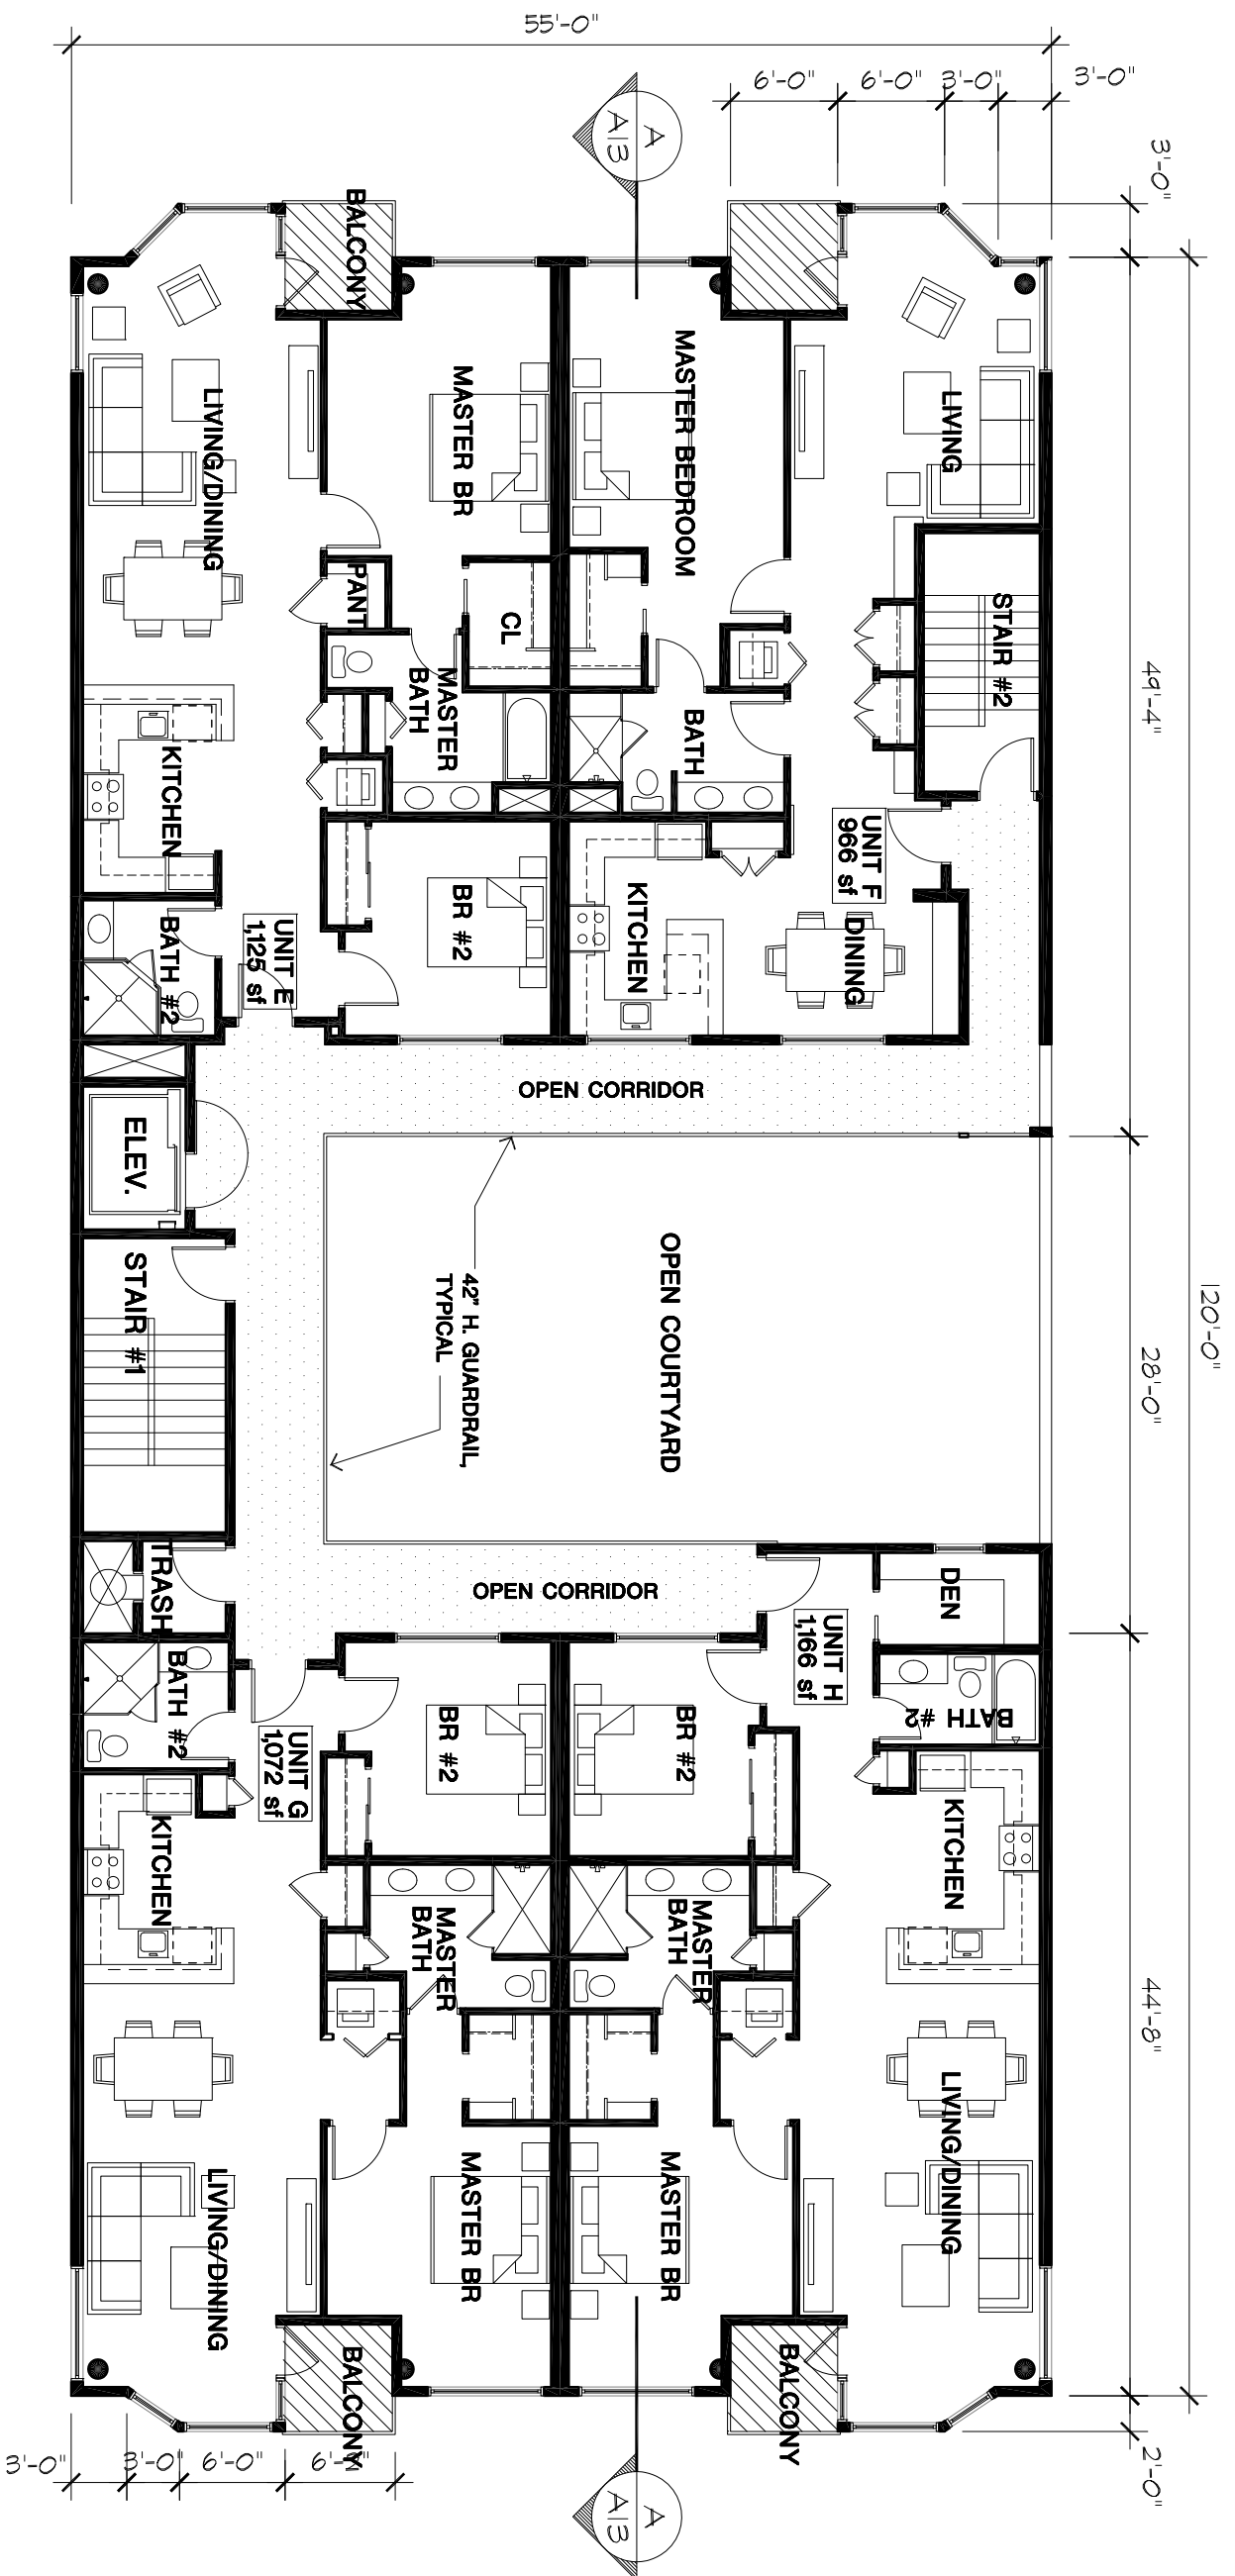 55'-0"
6'-0"
6'-0"
3'-0"
3'-0"
3'-0"
A
A13
BALCONY
LIVING/DINING
MASTER BR
MASTER BEDROOM
LIVING
PANT
CL
STAIR #2
49'-4"
MASTER
BATH
BATH
KITCHEN
UNIT F
966 sf
BR #2
KITCHEN
DINING
UNIT E
1,125 sf
BATH #2
OPEN CORRIDOR
ELEV.
42" H. GUARDRAIL,
TYPICAL
OPEN COURTYARD
STAIR #1
120'-0"
28'-0"
TRASH
OPEN CORRIDOR
DEN
UNIT H
1,166 sf
BATH #2
BATH #2
BR #2
BR #2
UNIT G
1,072 sf
KITCHEN
KITCHEN
MASTER
BATH
MASTER
BATH
44'-8"
LIVING/DINING
MASTER BR
MASTER BR
LIVING/DINING
BALCONY
BALCONY
2'-0"
3'-0"
3'-0"
6'-0"
A
A13